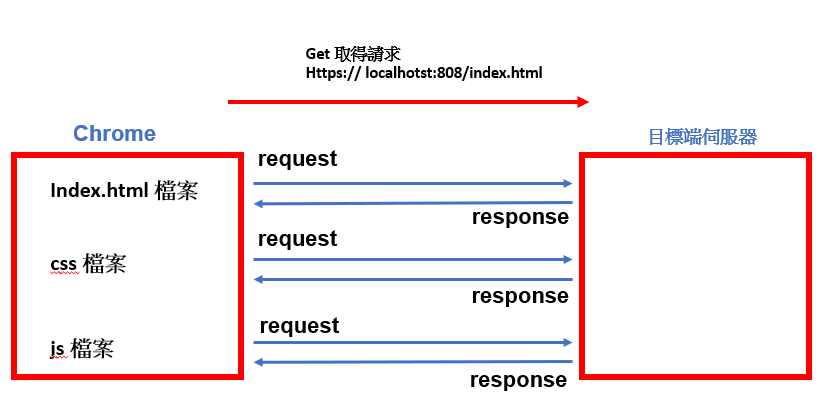 Get 取得請求
Https:// localhotst:808/index.html
Chrome
目標端伺服器
request
Index.html 檔案
response
request
css 檔案
response
request
js 檔案
response